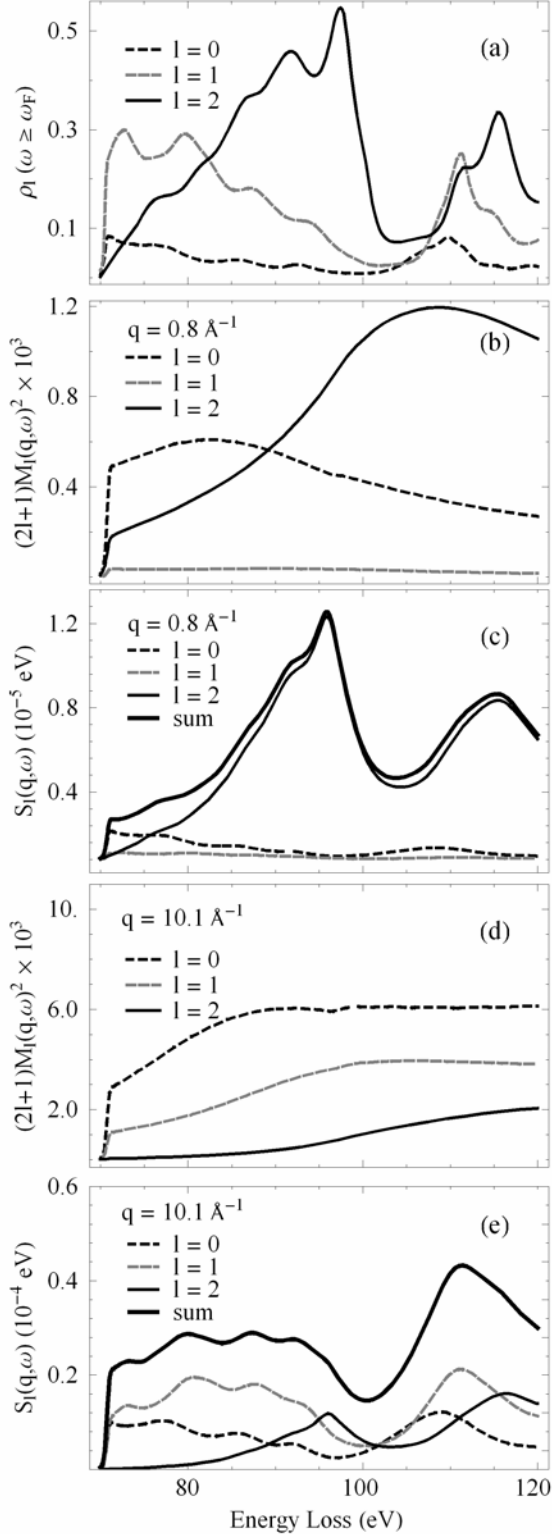 (a)
l = 0
l = 1
l = 2
0.5
0.3
0.1
ρₗ (ω ≥ ω_F)
(b)
q = 0.8 Å⁻¹
l = 0
l = 1
l = 2
1.2
0.8
0.4
(2l+1)Mₗ(q,ω)² × 10³
(c)
q = 0.8 Å⁻¹
l = 0
l = 1
l = 2
sum
1.2
0.8
0.4
Sₗ(q,ω) (10⁻⁵ eV)
(d)
q = 10.1 Å⁻¹
l = 0
l = 1
l = 2
10.
6.0
2.0
(2l+1)Mₗ(q,ω)² × 10³
(e)
q = 10.1 Å⁻¹
l = 0
l = 1
l = 2
sum
0.6
0.4
0.2
Sₗ(q,ω) (10⁻⁴ eV)
80 100 120
Energy Loss (eV)